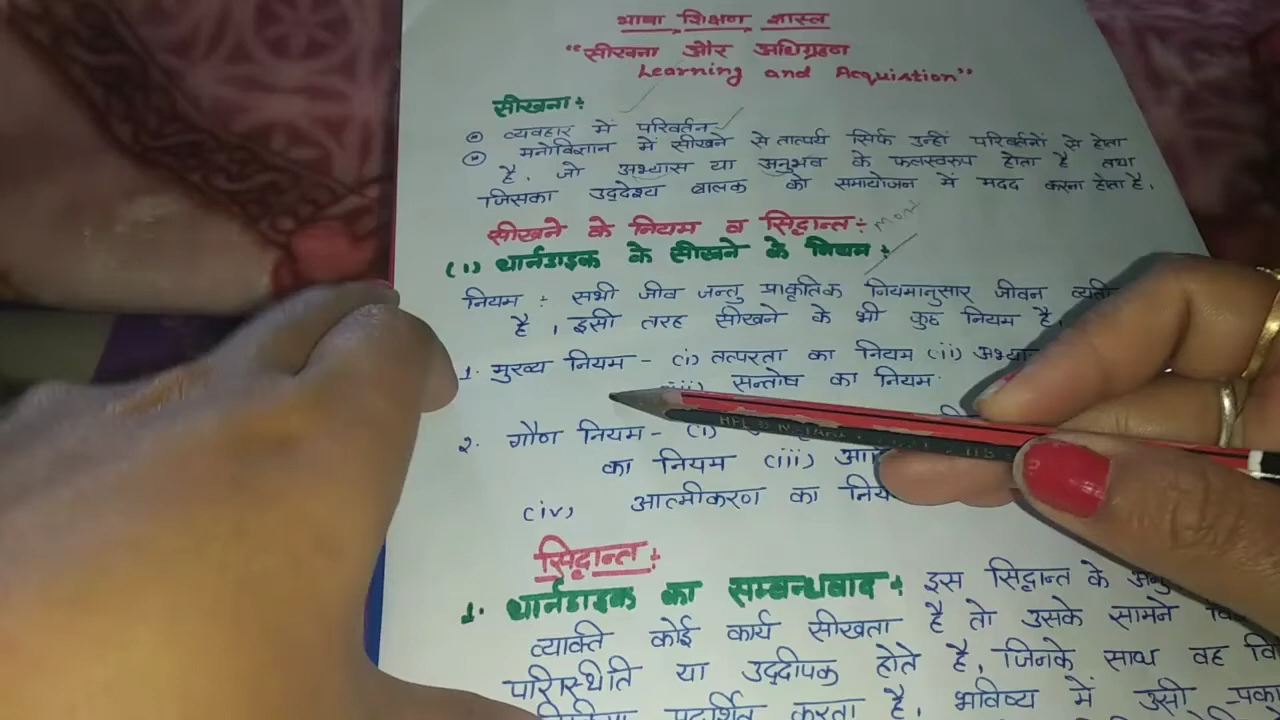 भाषा शिक्षण शास्त्र
"सीखना और अधिग्रहण
Learning and Acquistion"
सीखना :
व्यवहार में परिवर्तन
मनोविज्ञान में सीखने से तात्पर्य सिर्फ उन्हीं परिवर्तनों से होता
है, जो अभ्यास या अनुभव के फलस्वरूप होता है तथा
जिसका उद्देश्य बालक को समायोजन में मदद करना होता है.
सीखने के नियम व सिद्वान्त :
(1) थार्नडाइक के सीखने के नियम :
नियम : सभी जीव जन्तु प्राकृतिक नियमानुसार जीवन
है, इसी तरह सीखने के भी कुछ नियम है.
1. मुख्य नियम - (i) तत्परता का नियम (ii)
सन्तोष का नियम
2. गौण नियम - (i)
का नियम (iii)
(iv) आत्मीकरण का
सिद्वान्त :
1. थार्नडाइक का सम्बन्धवाद : इस सिद्वान्त के
व्याक्ति कोई कार्य सीखता है तो उसके सामने
परिास्थिति या उद्दीपक होते है, जिनके साथ वह
प्रदर्शित करता है, भविव्य में उसी